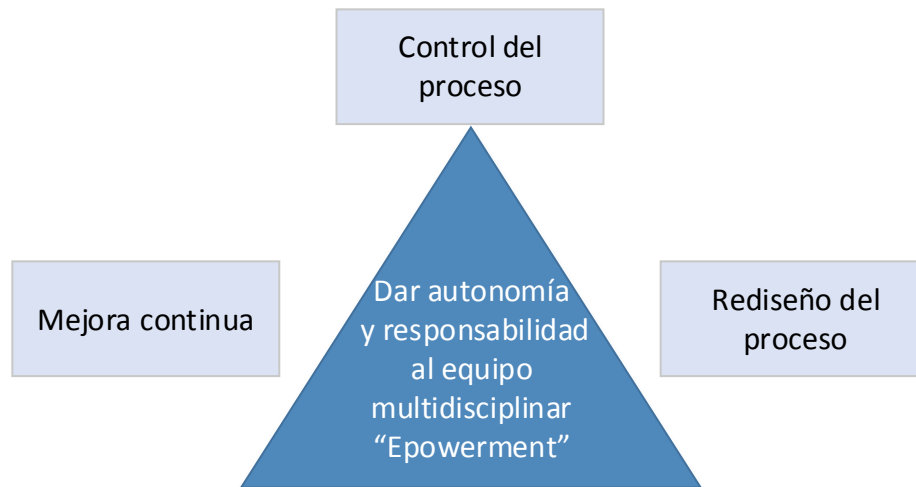 Control del
proceso
Mejora continua
Rediseño del
proceso
Dar autonomía
y responsabilidad
al equipo
multidisciplinar
“Epowerment”